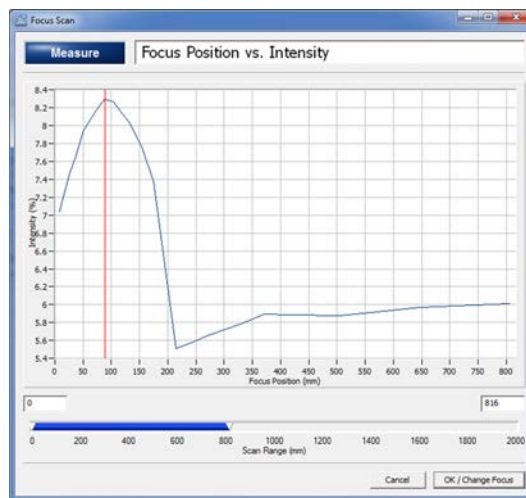 Focus Scan
Measure
Focus Position vs. Intensity
8.4
8.2
8
7.8
7.6
7.4
7.2
7
6.8
6.6
6.4
6.2
6
5.8
5.6
5.4
Intensity (%)
0 50 100 150 200 250 300 350 400 450 500 550 600 650 700 750 800
Focus Position (mm)
0 816
0 200 400 600 800 1000 1200 1400 1600 1800 2000
Scan Range (mm)
Cancel OK / Change Focus